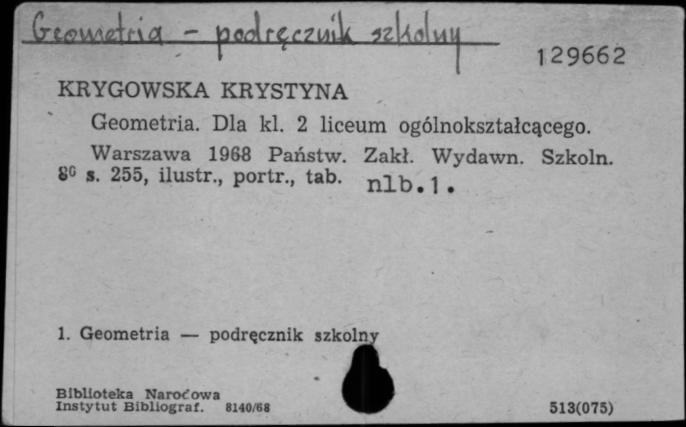 Geometria - podręcznik szkolny
129662
KRYGOWSKA KRYSTYNA
Geometria. Dla kl. 2 liceum ogólnokształcącego.
Warszawa 1968 Państw. Zakł. Wydawn. Szkoln.
8⁰ s. 255, ilustr., portr., tab. nlb.1.
1. Geometria — podręcznik szkolny
Biblioteka Narodowa
Instytut Bibliograf. 8140/68
513(075)